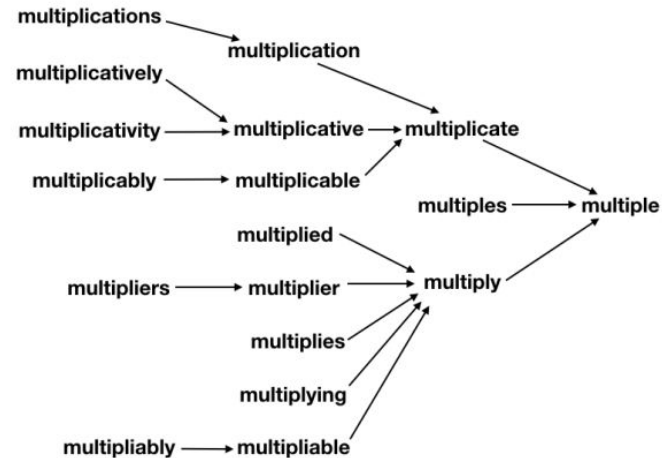 multiplications
multiplication
multiplicatively
multiplicativity
multiplicative
multiplicate
multiplicably
multiplicable
multiples
multiple
multiplied
multipliers
multiplier
multiply
multiplies
multiplying
multipliably
multipliable